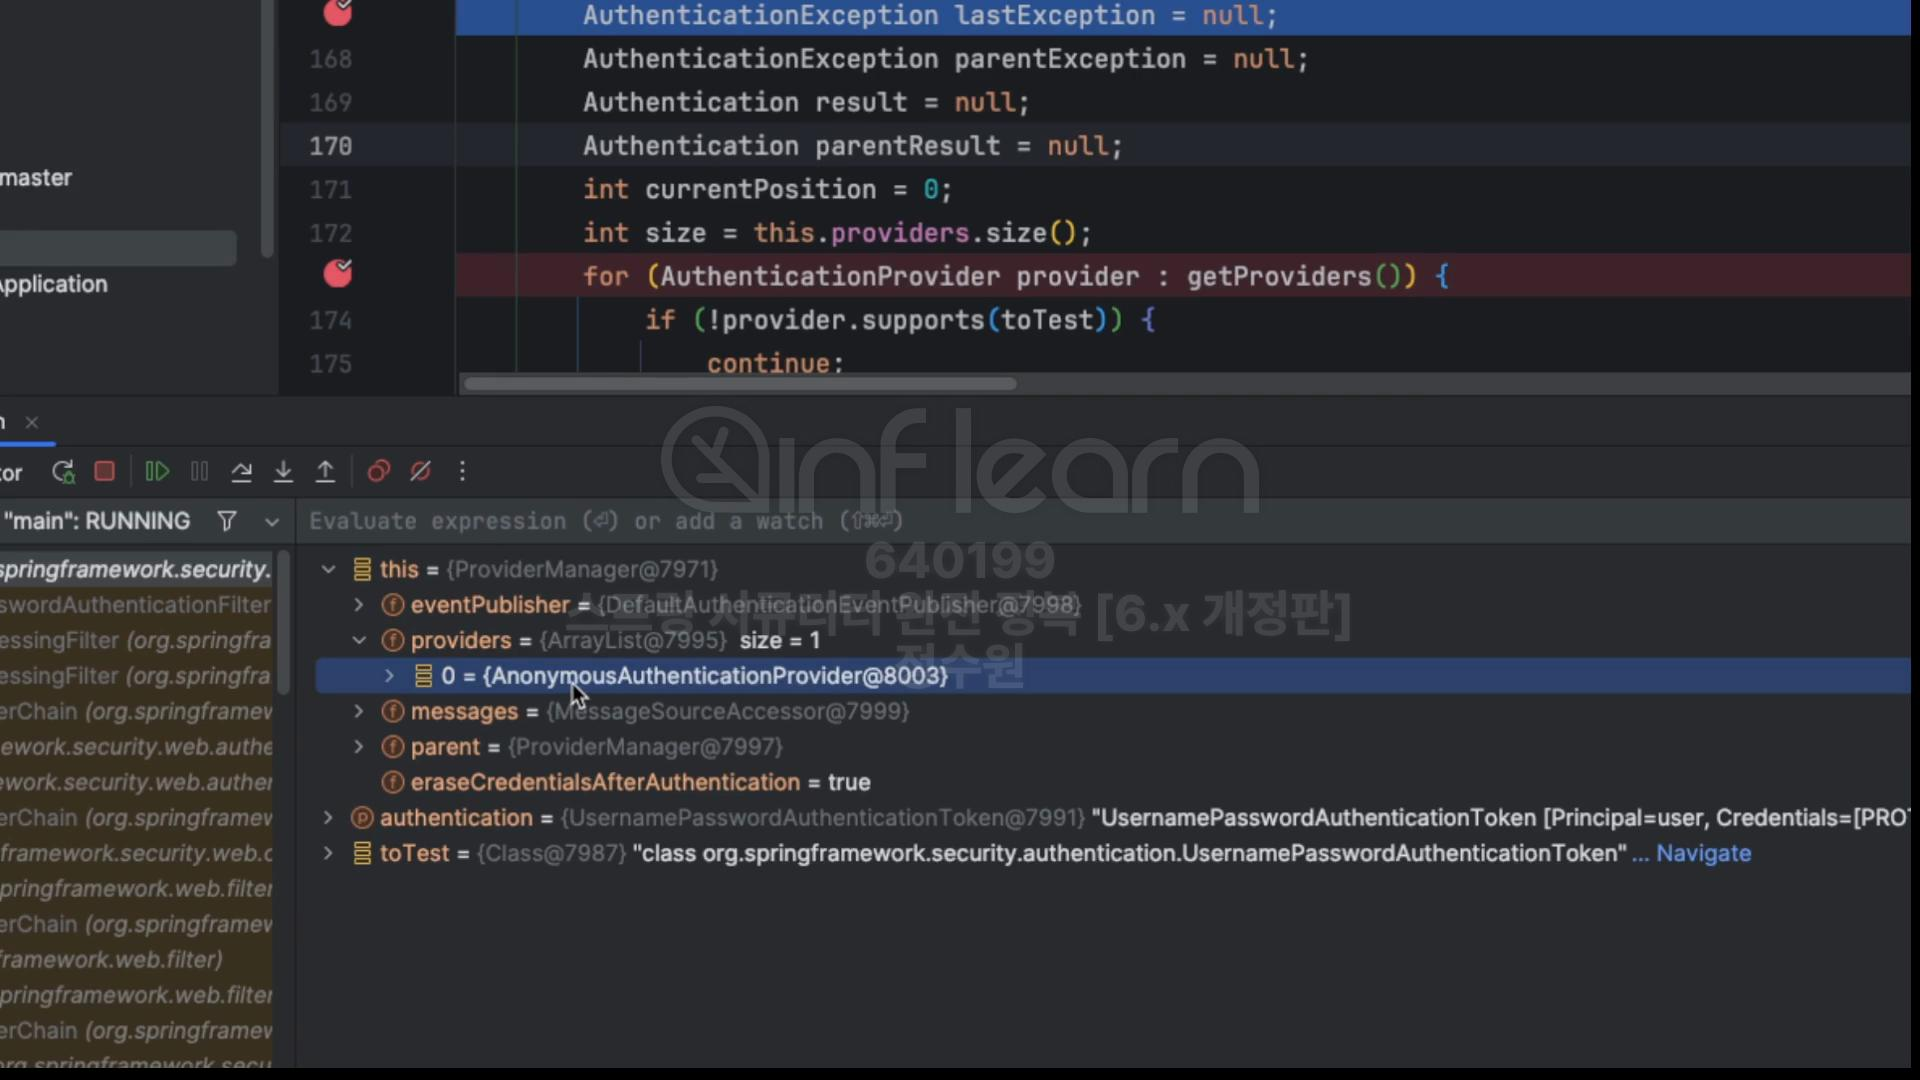 AuthenticationException lastException = null;
168 AuthenticationException parentException = null;
169 Authentication result = null;
170 Authentication parentResult = null;
171 int currentPosition = 0;
172 int size = this.providers.size();
for (AuthenticationProvider provider : getProviders()) {
174 if (!provider.supports(toTest)) {
175 continue;
master
Application
inflearn
640199
스프링 시큐리티 완전 정복 [6.x 개정판]
정수원
tor
"main": RUNNING
Evaluate expression (⏎) or add a watch (⇧⌘⏎)
springframework.security.
swordAuthenticationFilter
essingFilter (org.springfra
essingFilter (org.springfra
erChain (org.springframew
ework.security.web.authe
ework.security.web.auther
erChain (org.springframew
framework.security.web.c
pringframework.web.filter
erChain (org.springframew
framework.web.filter)
pringframework.web.filter
erChain (org.springframew
org.springframework.secu
this = {ProviderManager@7971}
eventPublisher = {DefaultAuthenticationEventPublisher@7998}
providers = {ArrayList@7995} size = 1
0 = {AnonymousAuthenticationProvider@8003}
messages = {MessageSourceAccessor@7999}
parent = {ProviderManager@7997}
eraseCredentialsAfterAuthentication = true
authentication = {UsernamePasswordAuthenticationToken@7991} "UsernamePasswordAuthenticationToken [Principal=user, Credentials=[PRO
toTest = {Class@7987} "class org.springframework.security.authentication.UsernamePasswordAuthenticationToken" ... Navigate